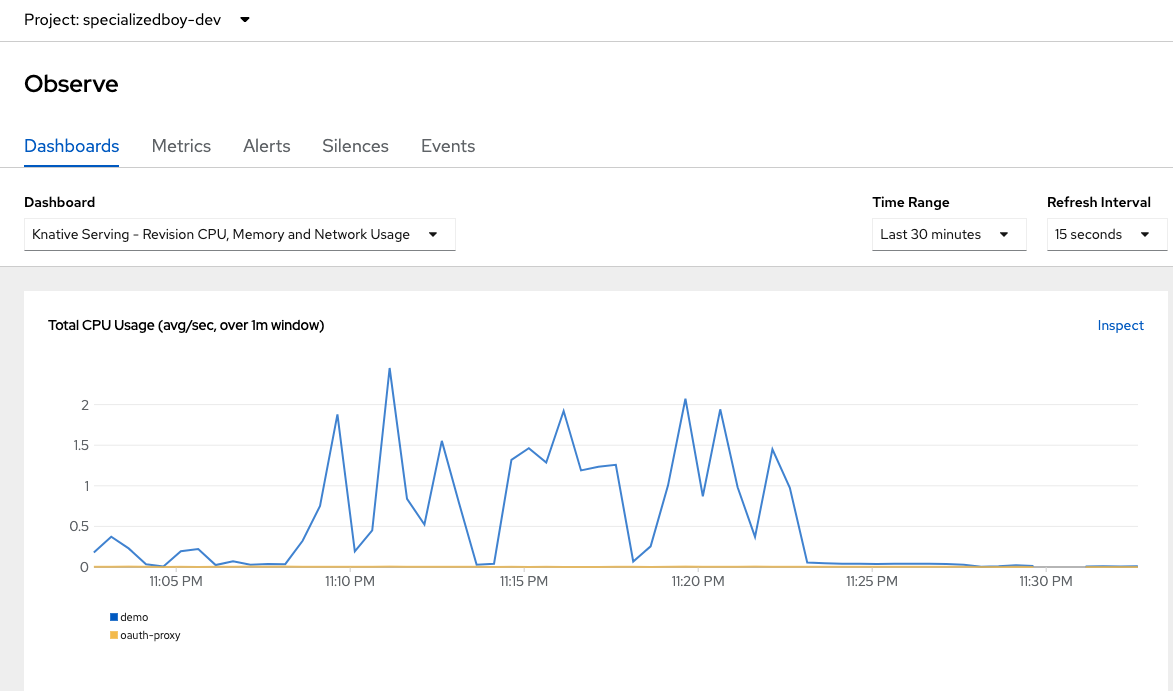 Project: specializedboy-dev
Observe
Dashboards Metrics Alerts Silences Events
Dashboard Time Range Refresh Interval
Knative Serving - Revision CPU, Memory and Network Usage Last 30 minutes 15 seconds
Total CPU Usage (avg/sec, over 1m window) Inspect
2
1.5
1
0.5
0
11:05 PM 11:10 PM 11:15 PM 11:20 PM 11:25 PM 11:30 PM
demo
oauth-proxy